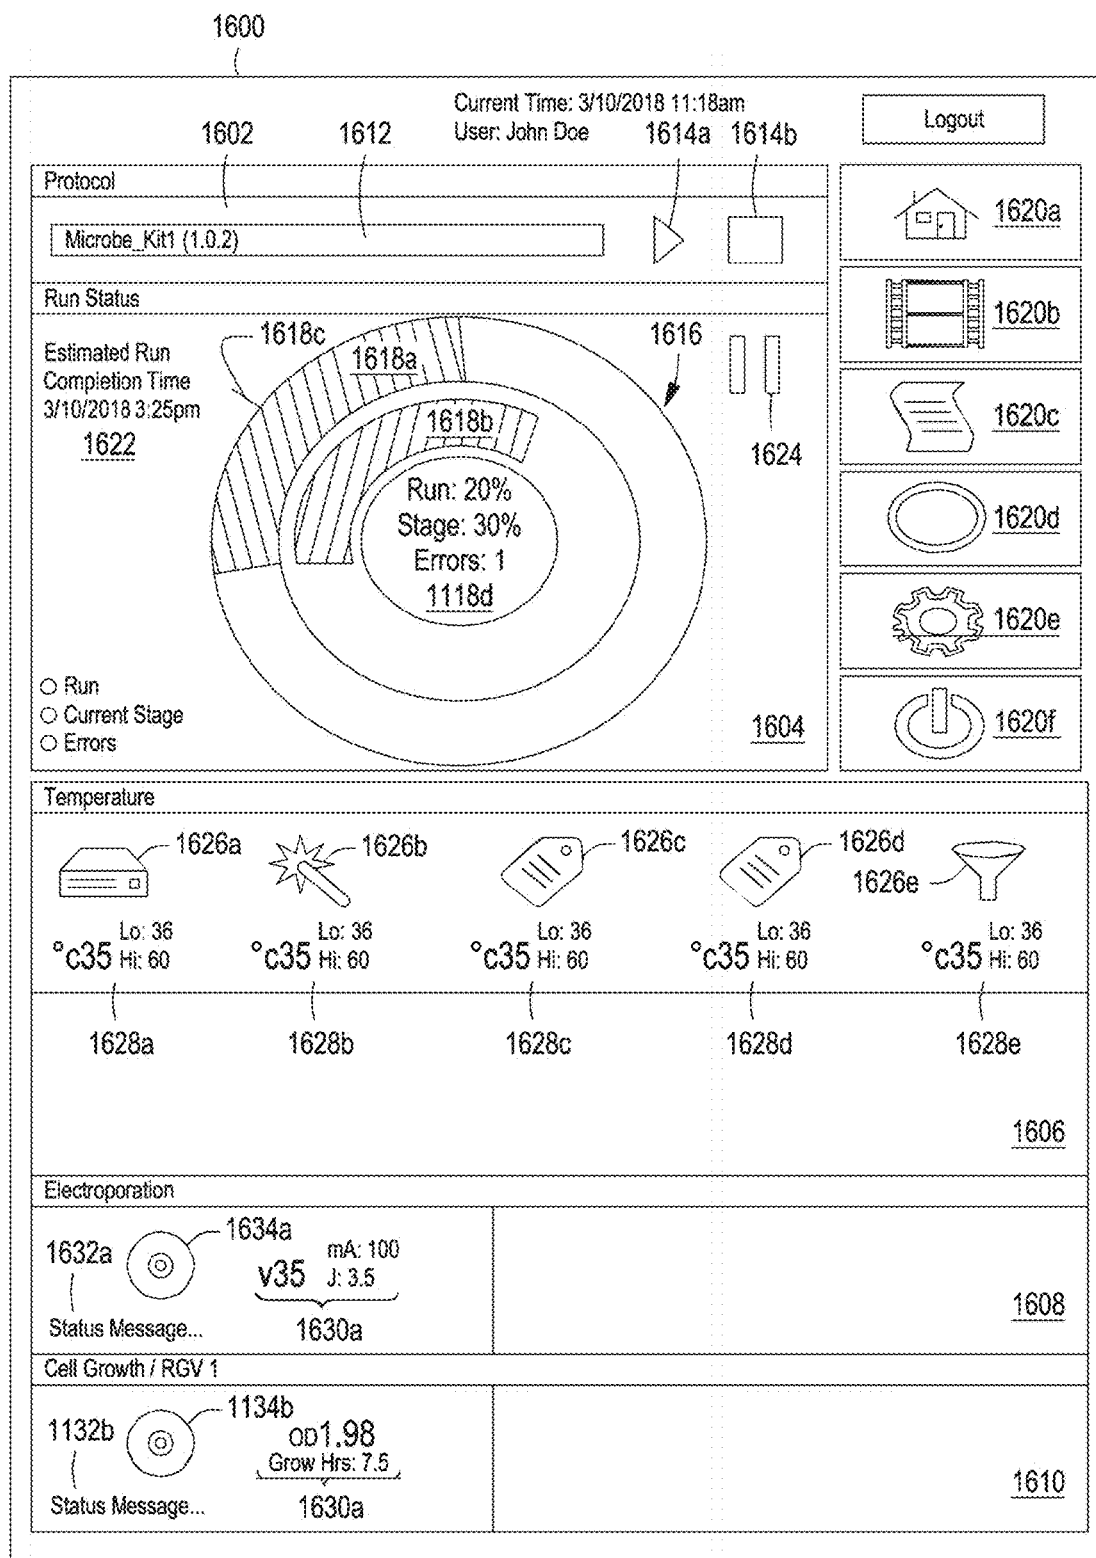 1600
Current Time: 3/10/2018 11:18am
User: John Doe
Logout
1602
1612
1614a
1614b
Protocol
Microbe_Kit1 (1.0.2)
1620a
Run Status
1620b
Estimated Run
Completion Time
3/10/2018 3:25pm
1622
1618c
1618a
1616
1618b
1624
1620c
Run: 20%
Stage: 30%
Errors: 1
1118d
1620d
1620e
Run
Current Stage
Errors
1604
1620f
Temperature
1626a
1626b
1626c
1626d
1626e
Lo: 36
°c35 Hi: 60
Lo: 36
°c35 Hi: 60
Lo: 36
°c35 Hi: 60
Lo: 36
°c35 Hi: 60
Lo: 36
°c35 Hi: 60
1628a
1628b
1628c
1628d
1628e
1606
Electroporation
1632a
1634a
mA: 100
v35 J: 3.5
Status Message...
1630a
1608
Cell Growth / RGV 1
1132b
1134b
OD1.98
Grow Hrs: 7.5
Status Message...
1630a
1610